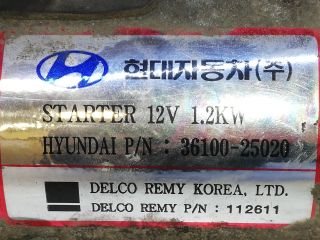 현대자동차(주)
STARTER 12V 1.2KW
HYUNDAI P/N : 36100-25020
DELCO REMY KOREA, LTD.
DELCO REMY P/N : 112611